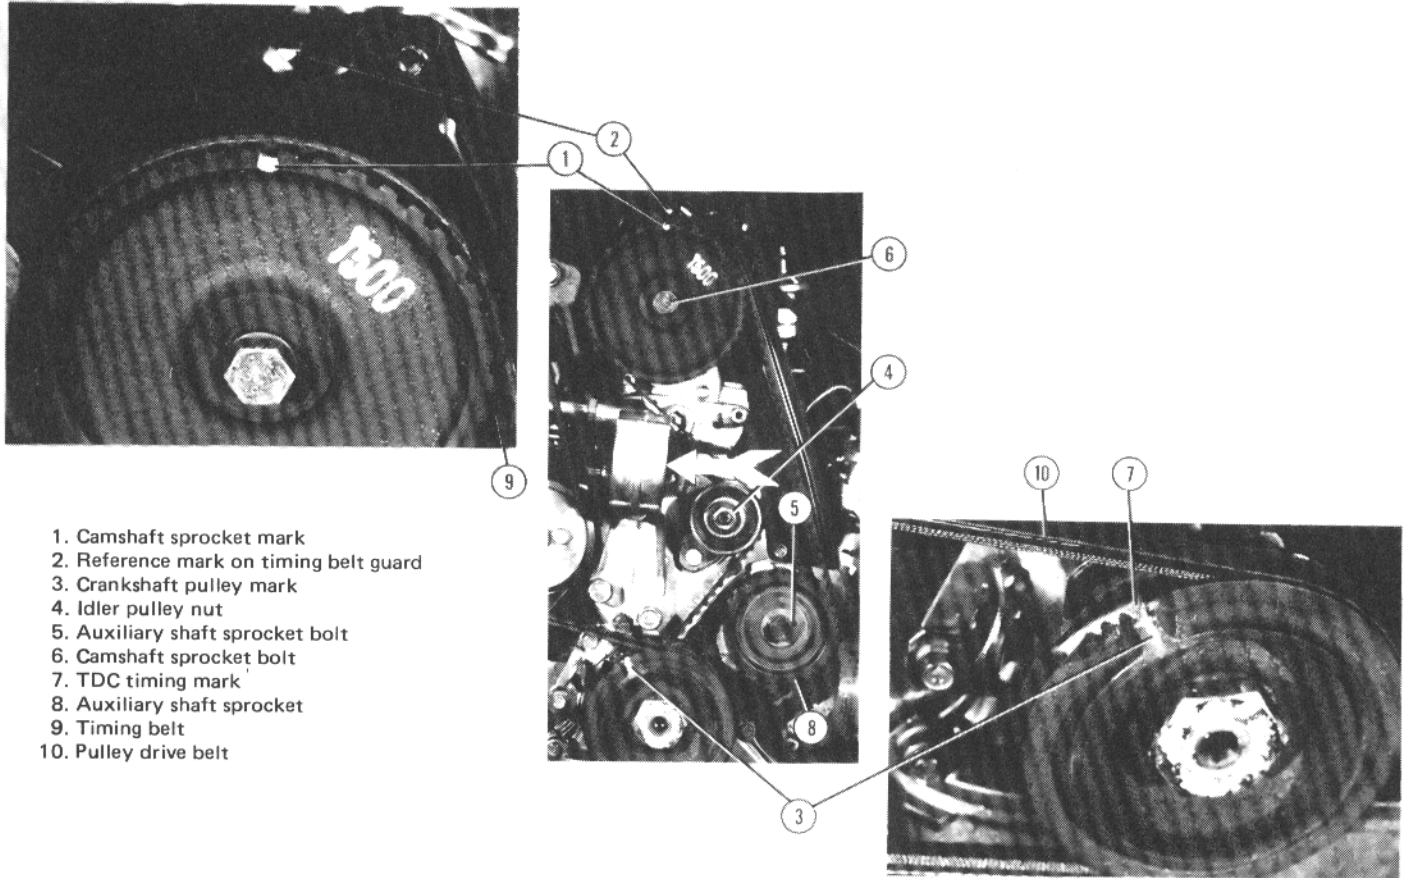 2
1
1500
1500
6
4
9
5
10
7
8
3
1. Camshaft sprocket mark
2. Reference mark on timing belt guard
3. Crankshaft pulley mark
4. Idler pulley nut
5. Auxiliary shaft sprocket bolt
6. Camshaft sprocket bolt
7. TDC timing mark
8. Auxiliary shaft sprocket
9. Timing belt
10. Pulley drive belt